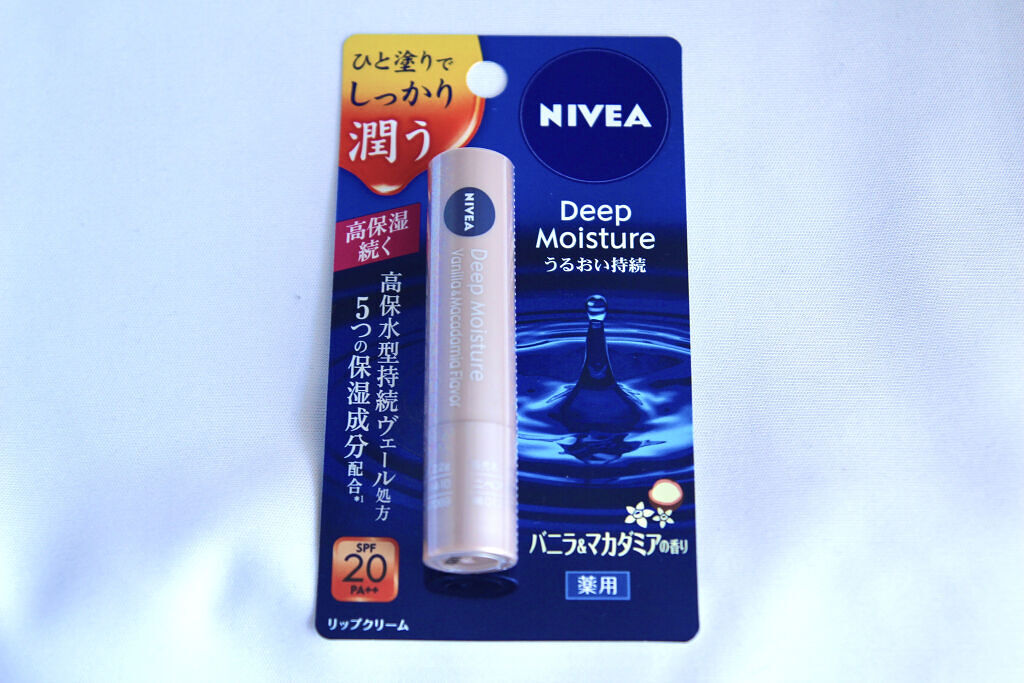 ひと塗りで
しっかり
潤う
NIVEA
Deep
Moisture
うるおい持続
高保湿
続く
高保水型持続ヴェール処方
5つの保湿成分配合*1
NIVEA
Deep Moisture
Vanilla & Macadamia Flavor
2.2g
バニラ&マカダミアの香り
薬用
SPF
20
PA++
リップクリーム